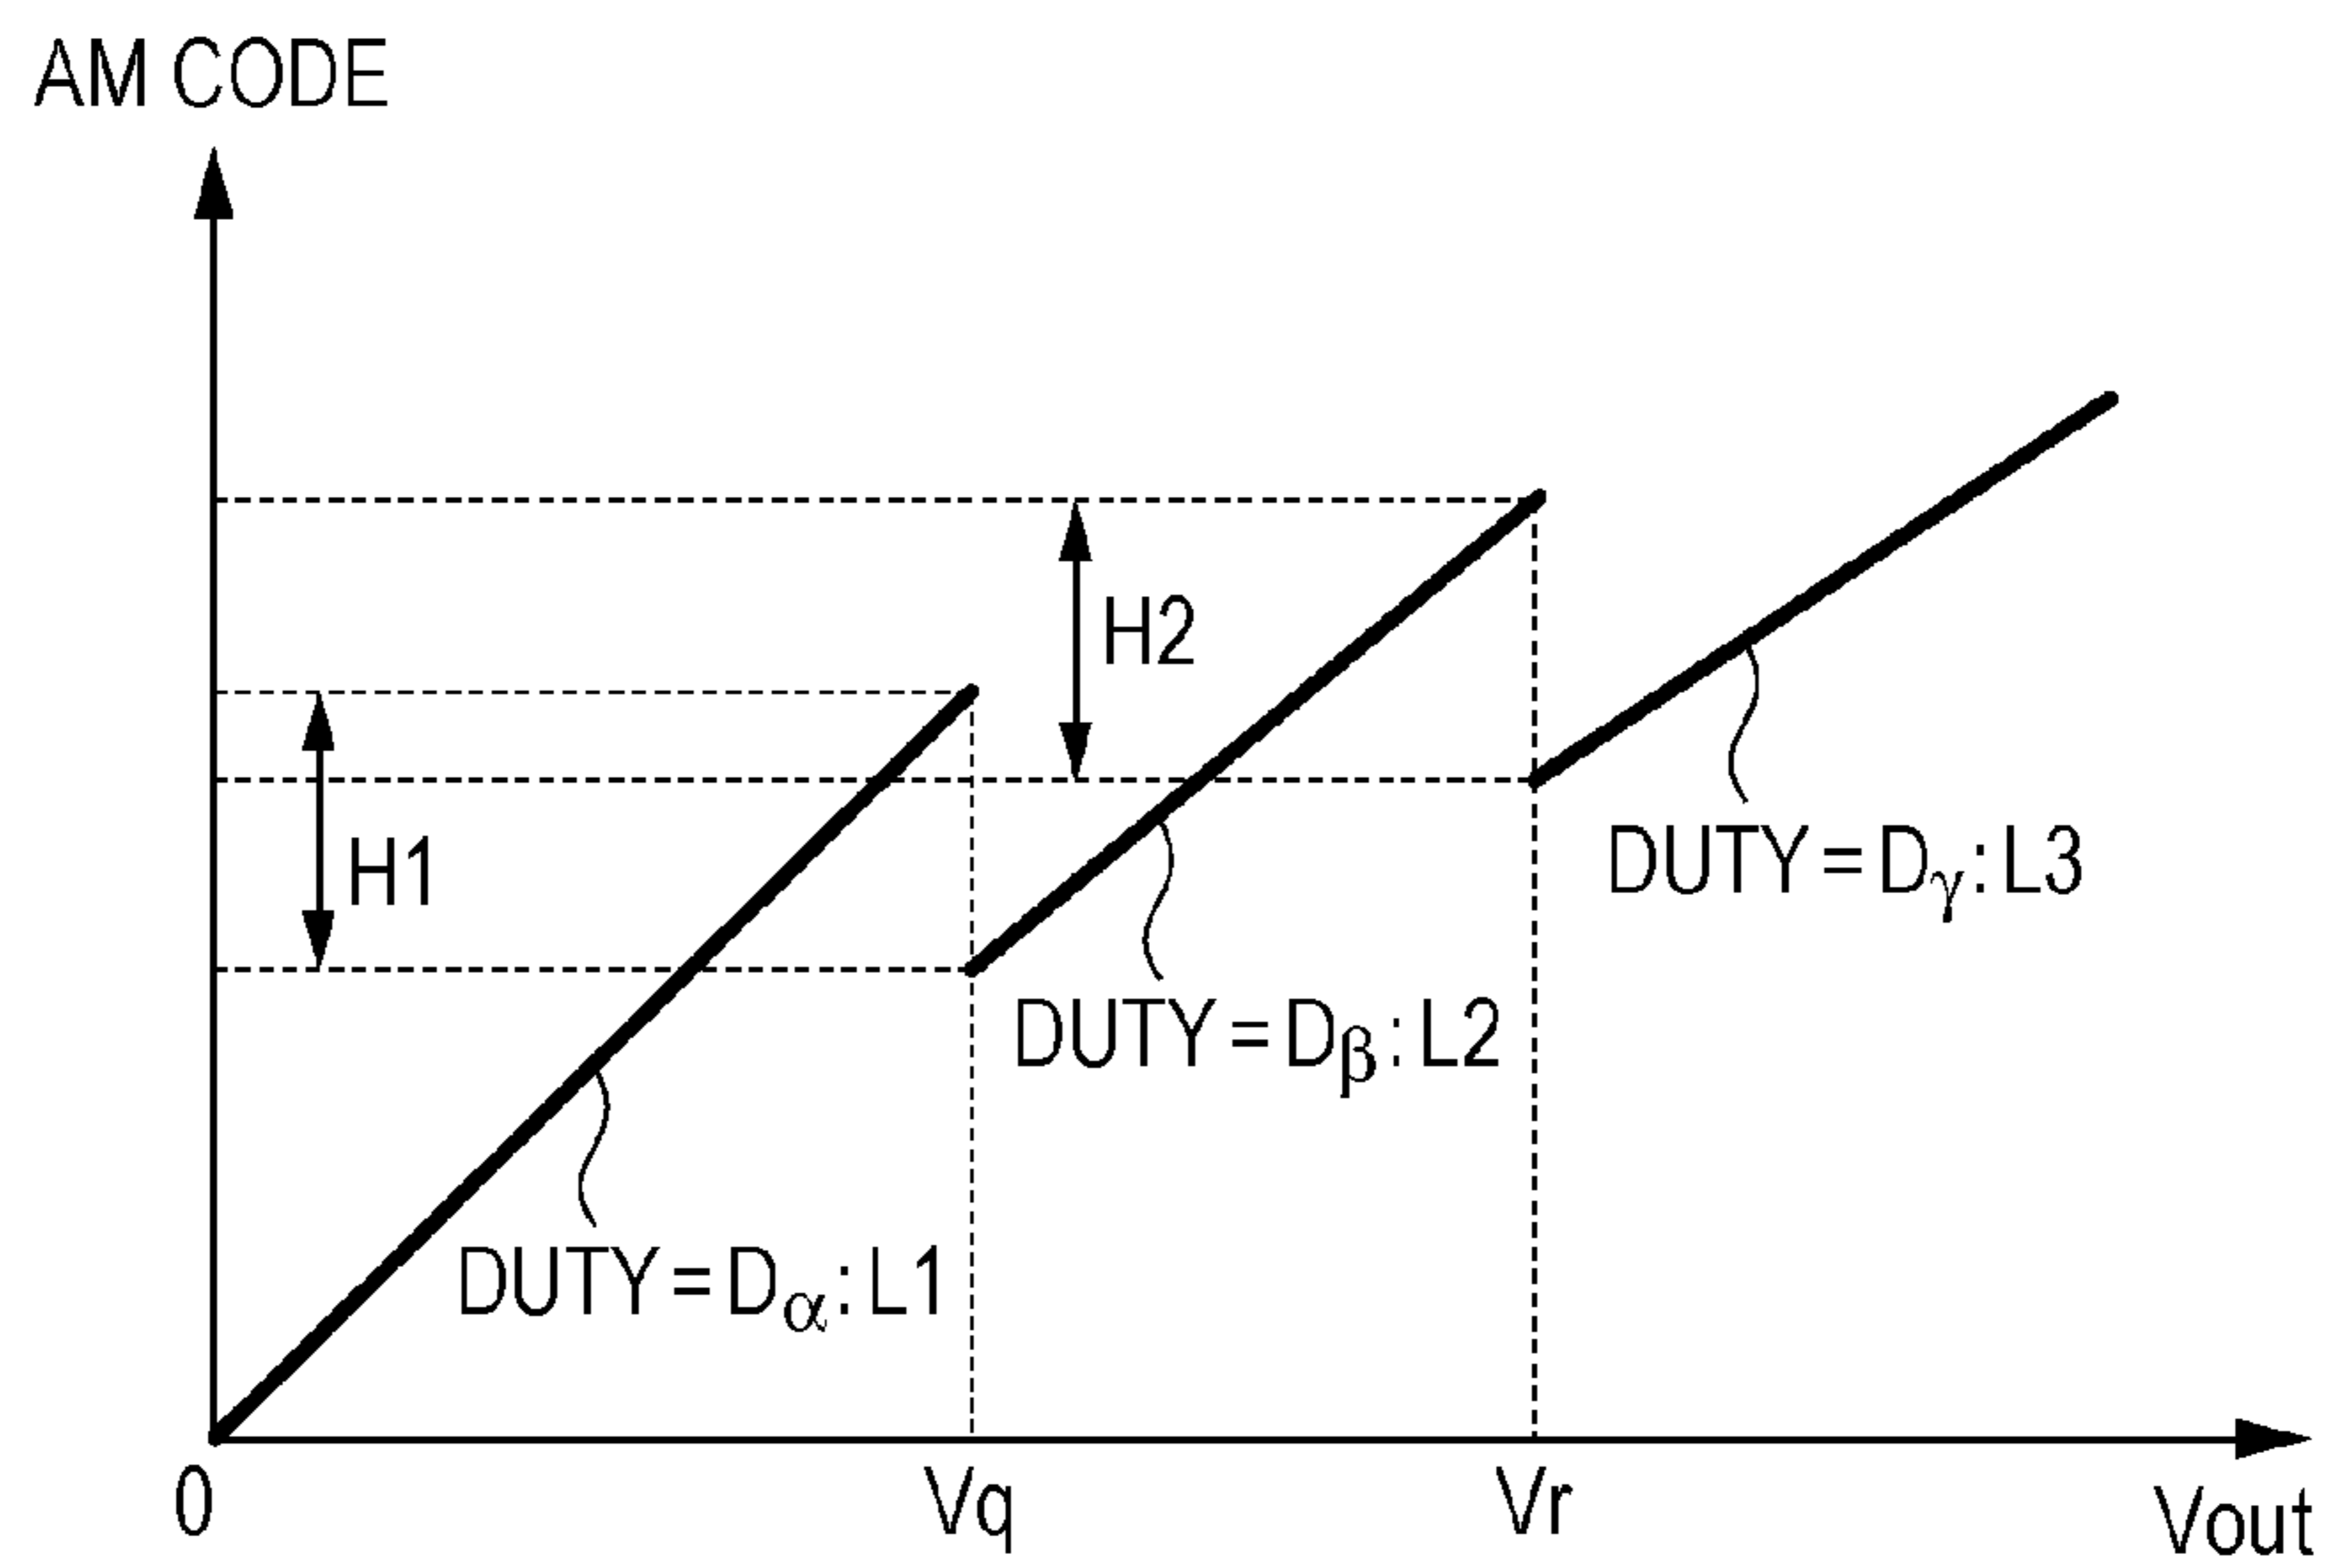 AM CODE
H2
H1
DUTY=Dγ:L3
DUTY=Dβ:L2
DUTY=Dα:L1
0
Vq
Vr
Vout